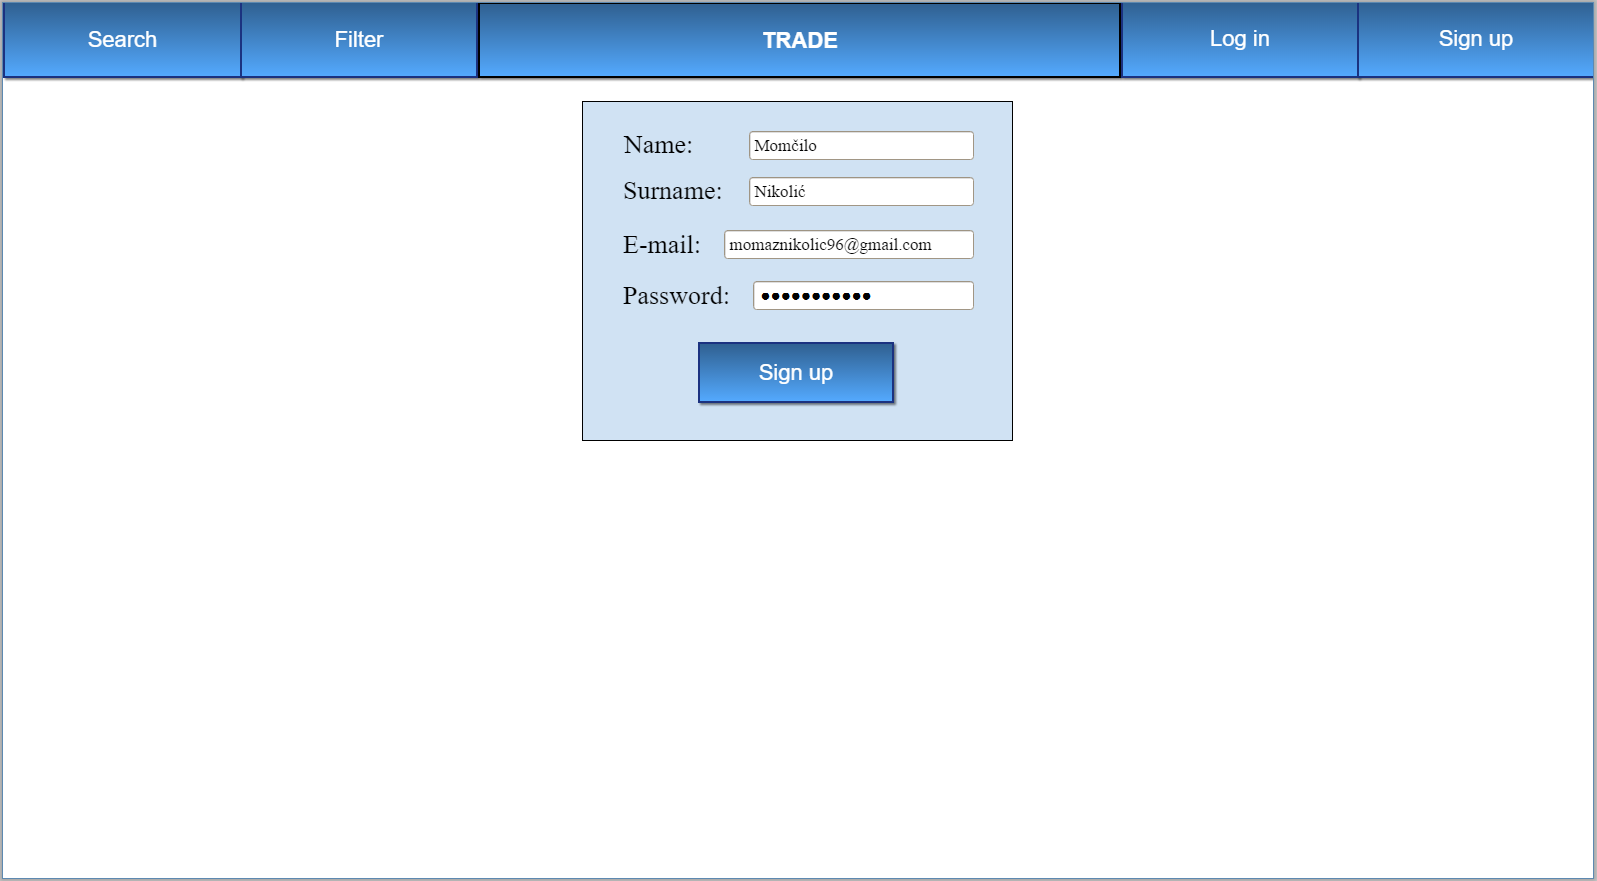 Search Filter TRADE Log in Sign up
Name: Momčilo
Surname: Nikolić
E-mail: momaznikolic96@gmail.com
Password: ●●●●●●●●●●●
Sign up